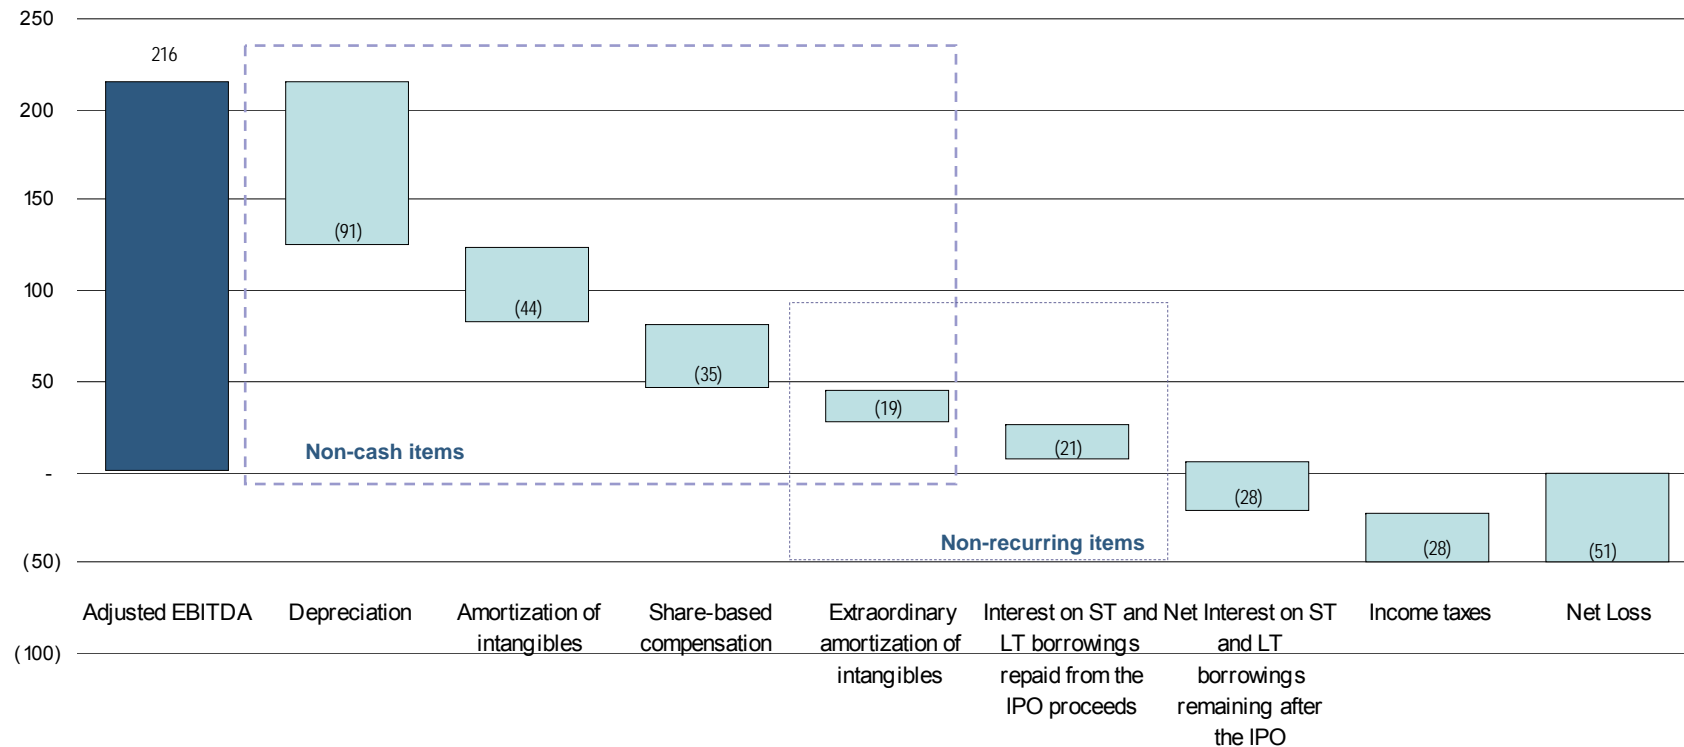 250
216
200
150
(91)
100
(44)
(35)
50
(19)
Non-cash items
(21)
-
(28)
Non-recurring items
(28)
(51)
(50)
Adjusted EBITDA
Depreciation
Amortization of
intangibles
Share-based
compensation
Extraordinary
amortization of
intangibles
Interest on ST and
LT borrowings
repaid from the
IPO proceeds
Net Interest on ST
and LT
borrowings
remaining after
the IPO
Income taxes
Net Loss
(100)